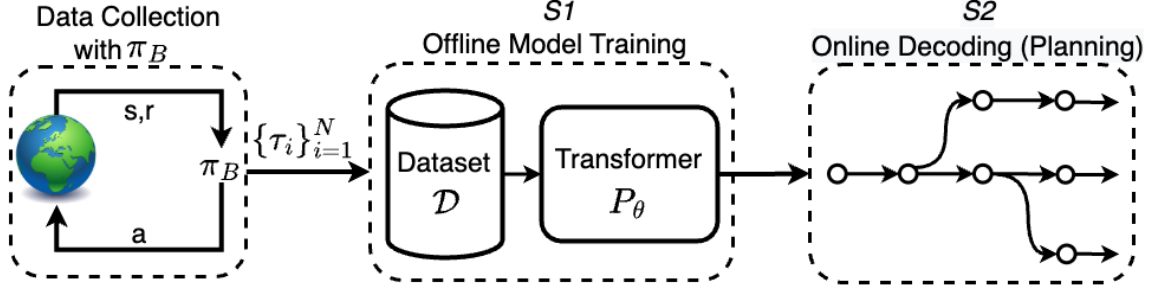 Data Collection
with π_B
s,r
π_B
a
{τ_i}_{i=1}^N
S1
Offline Model Training
Dataset
𝒟
Transformer
P_θ
S2
Online Decoding (Planning)